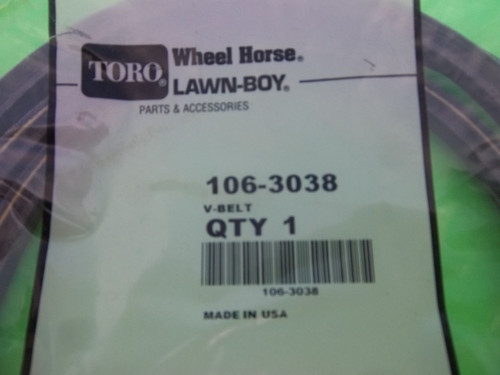 TORO
Wheel Horse®
LAWN-BOY®
PARTS & ACCESSORIES
106-3038
V-BELT
QTY 1
106-3038
MADE IN USA